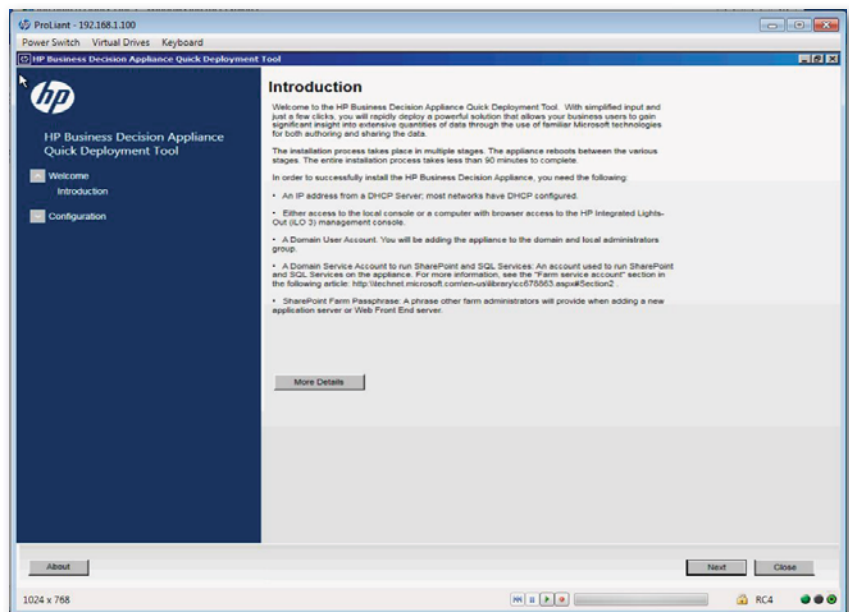 ProLiant - 192.168.1.100
Power Switch Virtual Drives Keyboard
HP Business Decision Appliance Quick Deployment Tool
hp
HP Business Decision Appliance
Quick Deployment Tool
Welcome
Introduction
Configuration
Introduction
Welcome to the HP Business Decision Appliance Quick Deployment Tool. With simplified input and
just a few clicks, you will rapidly deploy a powerful solution that allows your business users to gain
significant insight into extensive quantities of data through the use of familiar Microsoft technologies
for both authoring and sharing the data.
The installation process takes place in multiple stages. The appliance reboots between the various
stages. The entire installation process takes less than 90 minutes to complete.
In order to successfully install the HP Business Decision Appliance, you need the following:
• An IP address from a DHCP Server; most networks have DHCP configured.
• Either access to the local console or a computer with browser access to the HP Integrated Lights-
Out (iLO 3) management console.
• A Domain User Account. You will be adding the appliance to the domain and local administrators
group.
• A Domain Service Account to run SharePoint and SQL Services: An account used to run SharePoint
and SQL Services on the appliance. For more information, see the "Farm service account" section in
the following article: http:\\technet.microsoft.com\en-us\library\cc678863.aspx#Section2 .
• SharePoint Farm Passphrase: A phrase other farm administrators will provide when adding a new
application server or Web Front End server.
More Details
About
Next
Close
1024 x 768
RC4